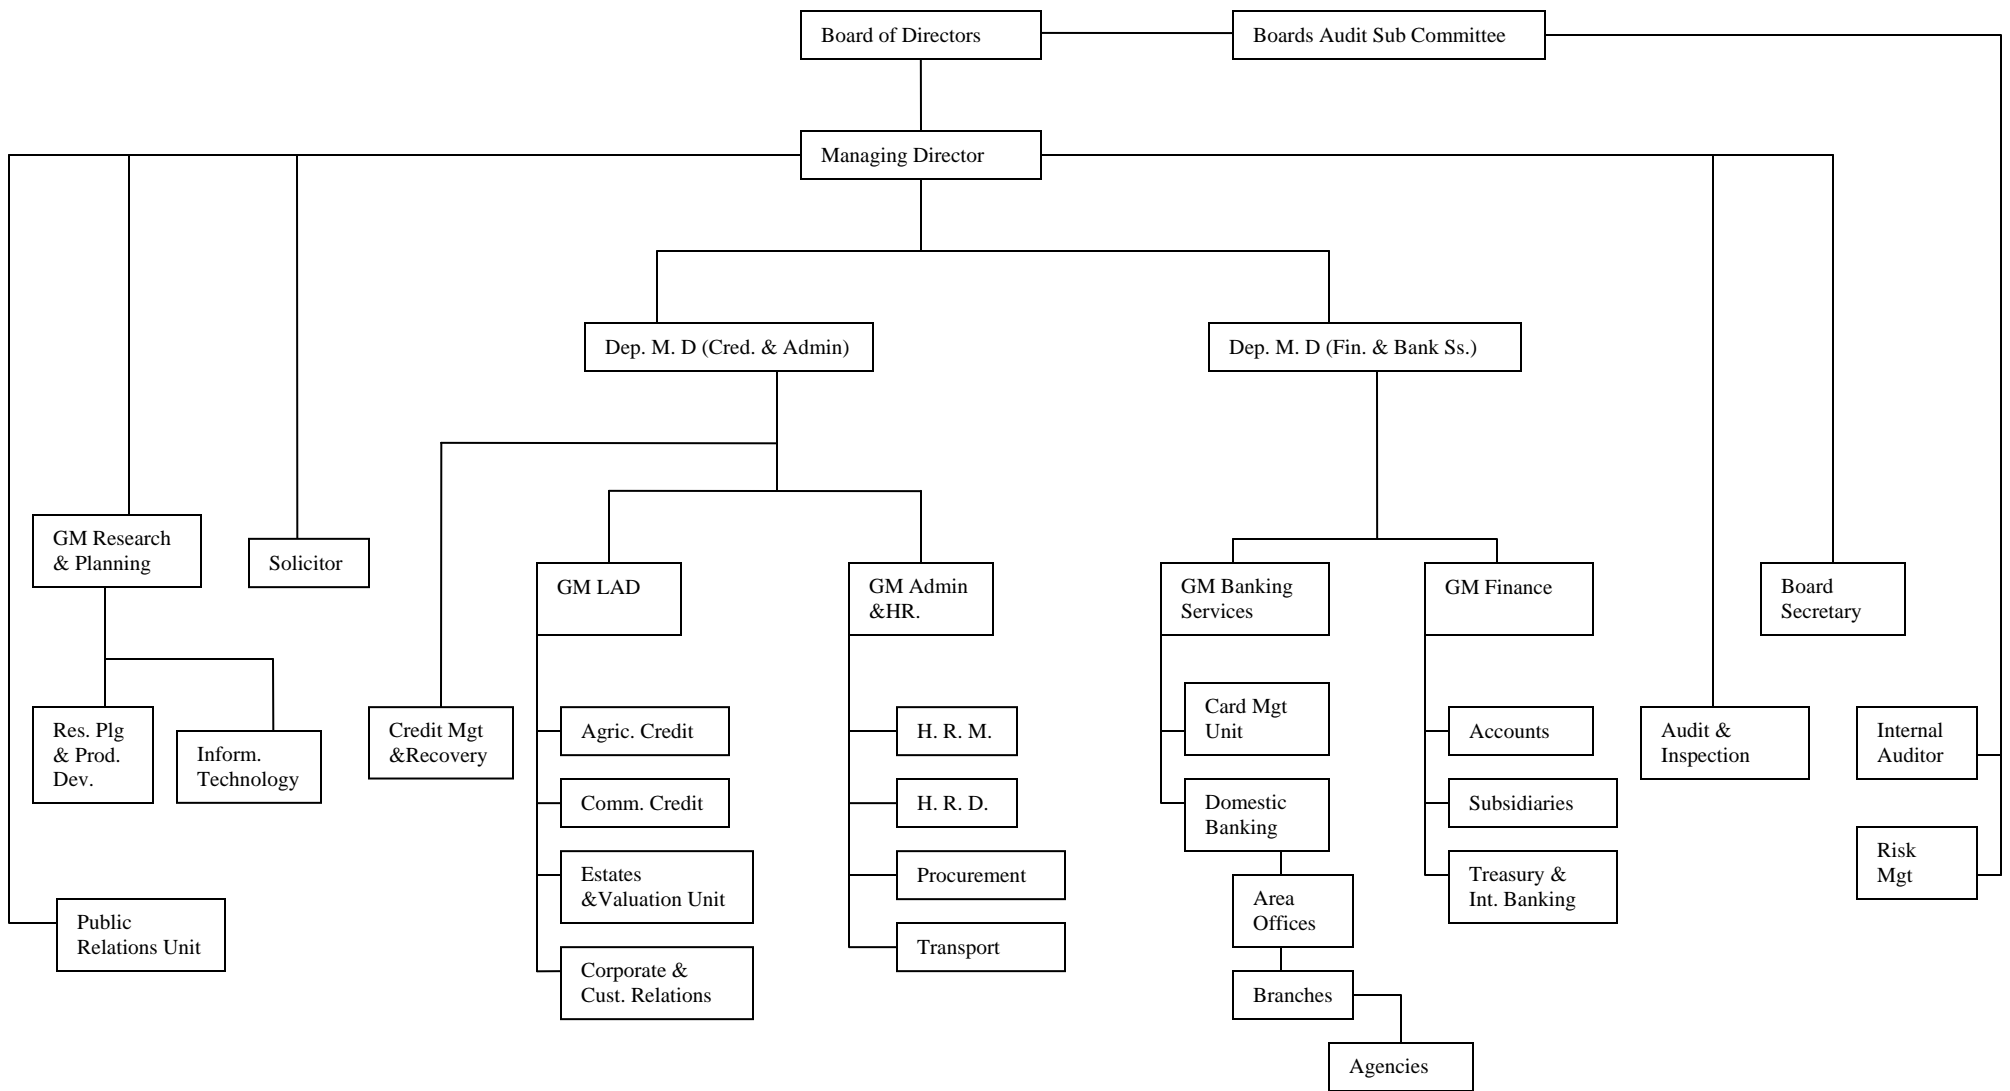 Board of Directors
Boards Audit Sub Committee
Managing Director
Dep. M. D (Cred. & Admin)
Dep. M. D (Fin. & Bank Ss.)
GM Research
& Planning
Solicitor
GM LAD
GM Admin
&HR.
GM Banking
Services
GM Finance
Board
Secretary
Res. Plg
& Prod.
Dev.
Inform.
Technology
Credit Mgt
&Recovery
Agric. Credit
Comm. Credit
Estates
&Valuation Unit
Corporate &
Cust. Relations
H. R. M.
H. R. D.
Procurement
Transport
Card Mgt
Unit
Domestic
Banking
Area
Offices
Branches
Agencies
Accounts
Subsidiaries
Treasury &
Int. Banking
Audit &
Inspection
Internal
Auditor
Risk
Mgt
Public
Relations Unit